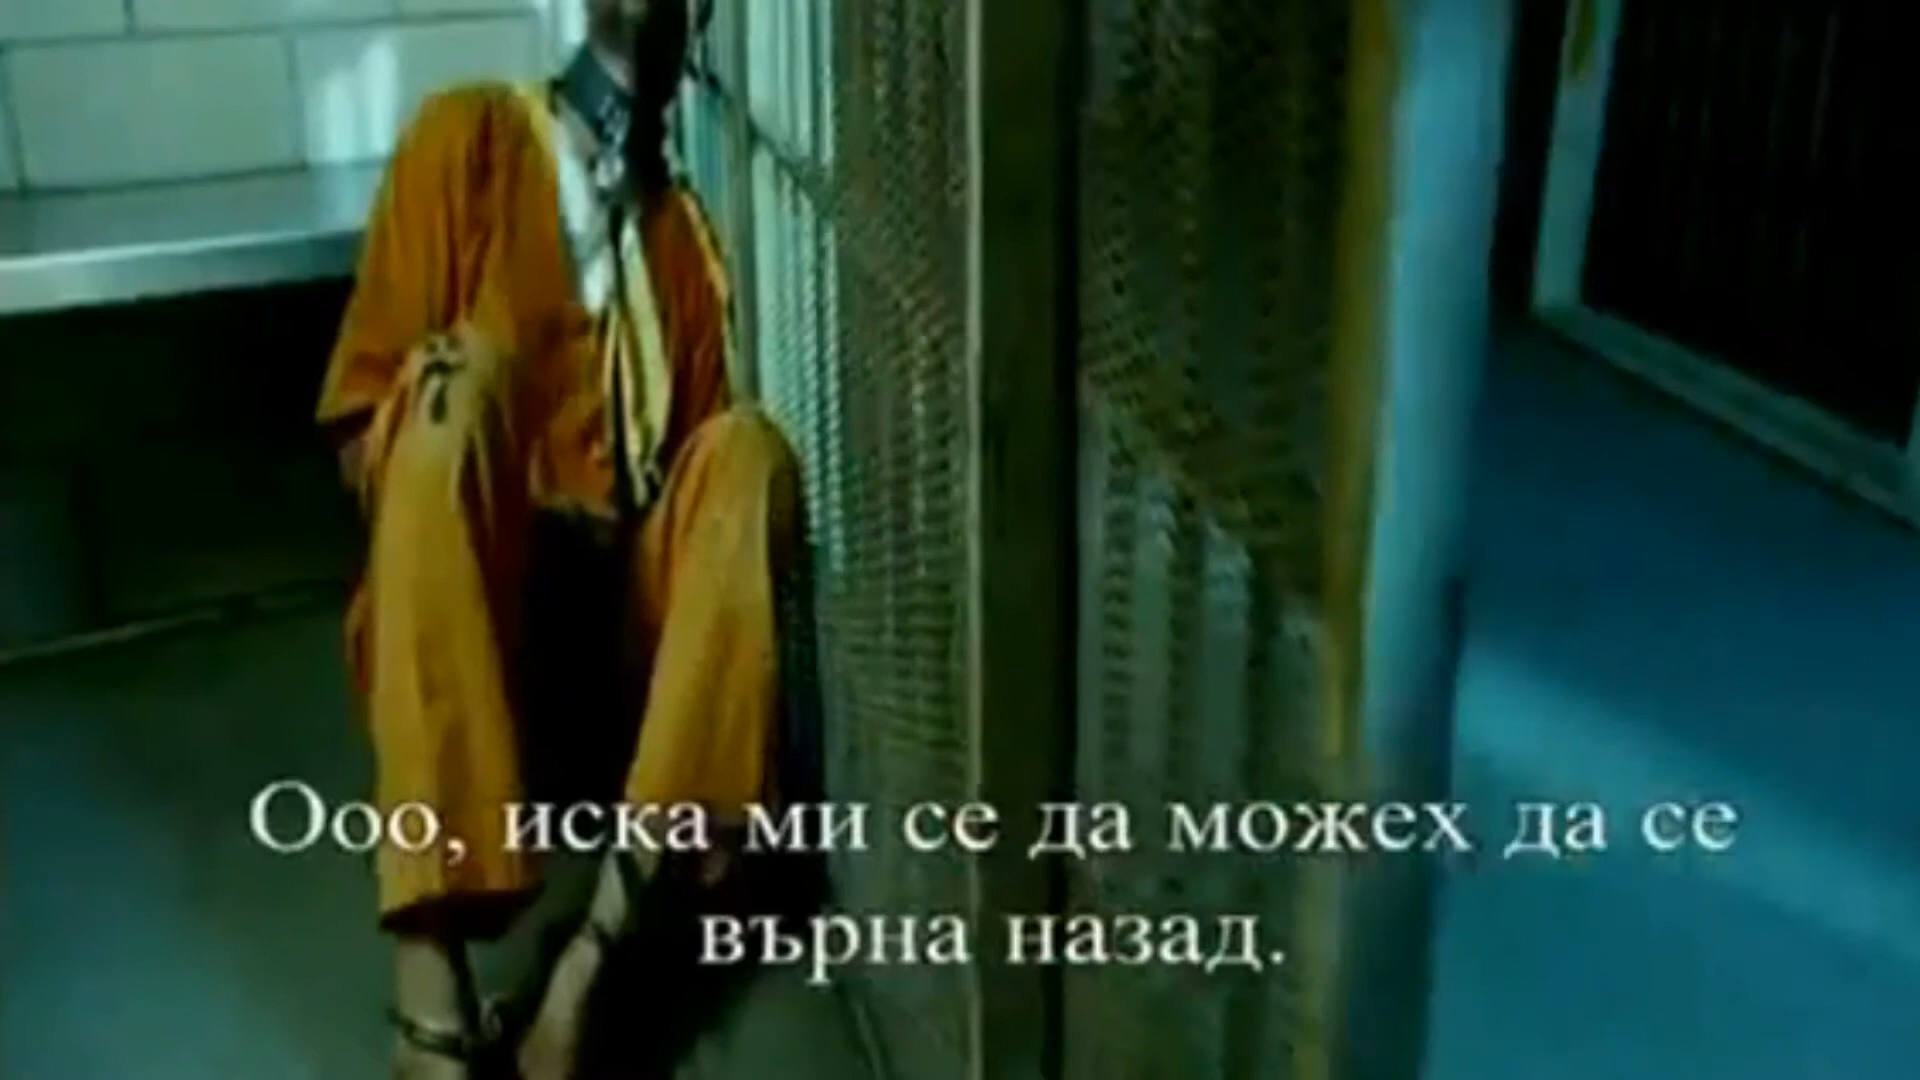 Ооо, иска ми се да можех да се
върна назад.